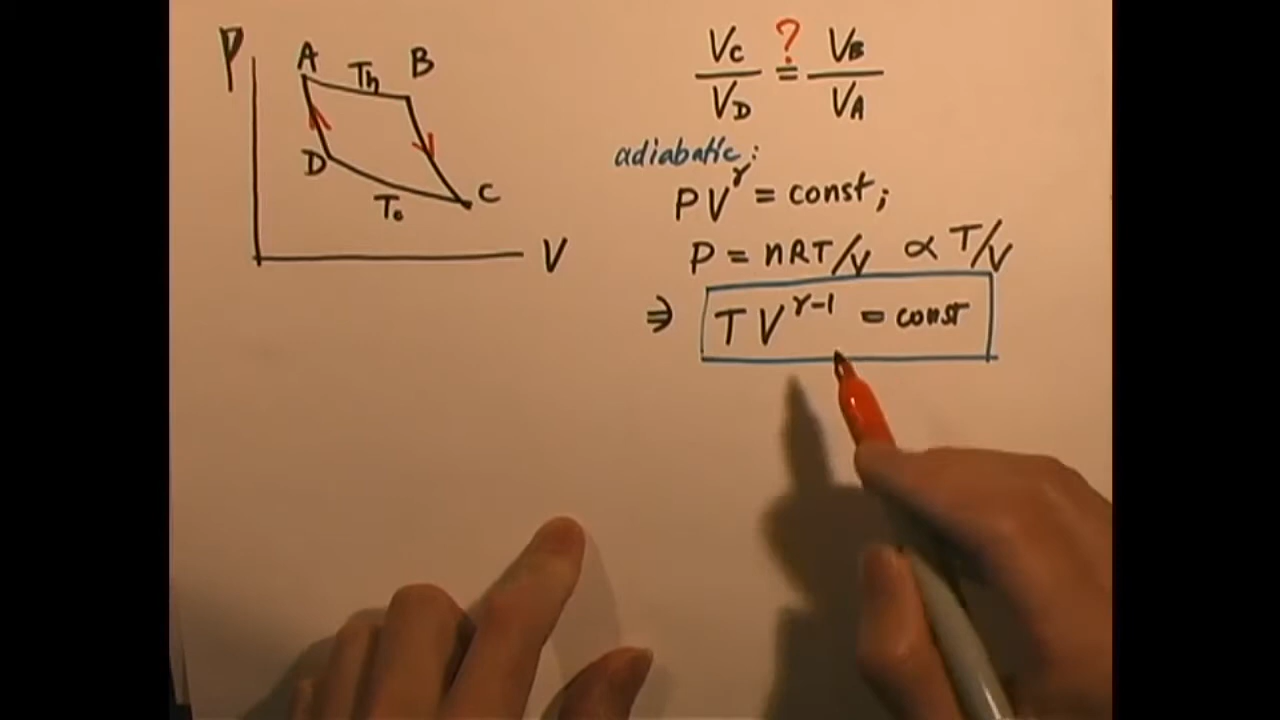 P
A
Th
B
D
Tc
C
V
VC/VD ?= VB/VA
adiabatic:
PV^γ = const;
P = nRT/V ∝ T/V
⇒ TV^γ-1 = const